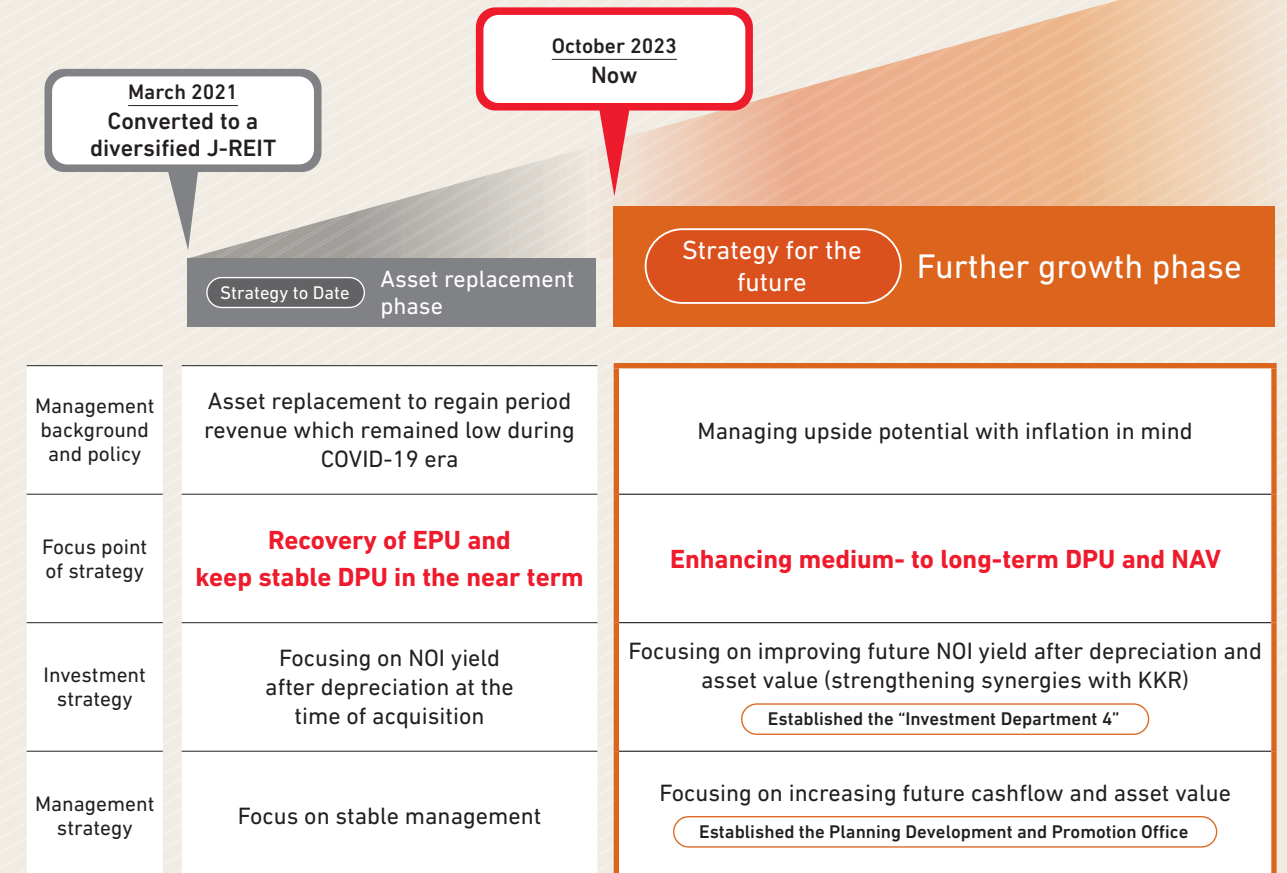 October 2023
Now
March 2021
Converted to a
diversified J-REIT
Strategy to Date
Asset replacement
phase
Strategy for the
future
Further growth phase
Management
background
and policy
Asset replacement to regain period
revenue which remained low during
COVID-19 era
Managing upside potential with inflation in mind
Focus point
of strategy
Recovery of EPU and
keep stable DPU in the near term
Enhancing medium- to long-term DPU and NAV
Investment
strategy
Focusing on NOI yield
after depreciation at the
time of acquisition
Focusing on improving future NOI yield after depreciation and
asset value (strengthening synergies with KKR)
Established the “Investment Department 4”
Management
strategy
Focus on stable management
Focusing on increasing future cashflow and asset value
Established the Planning Development and Promotion Office